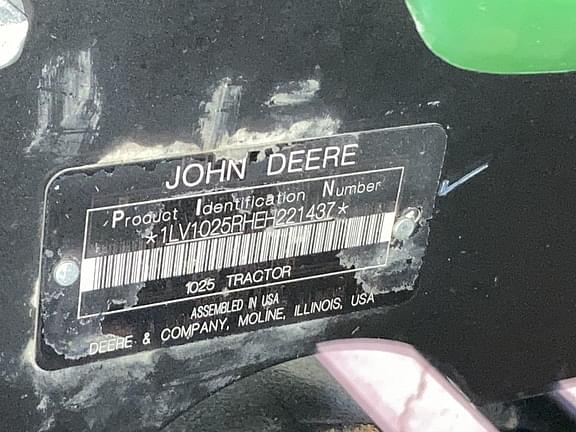 JOHN DEERE
Product Identification Number
*1LV1025RHEH221437*
1025 TRACTOR
ASSEMBLED IN USA
DEERE & COMPANY, MOLINE, ILLINOIS, USA